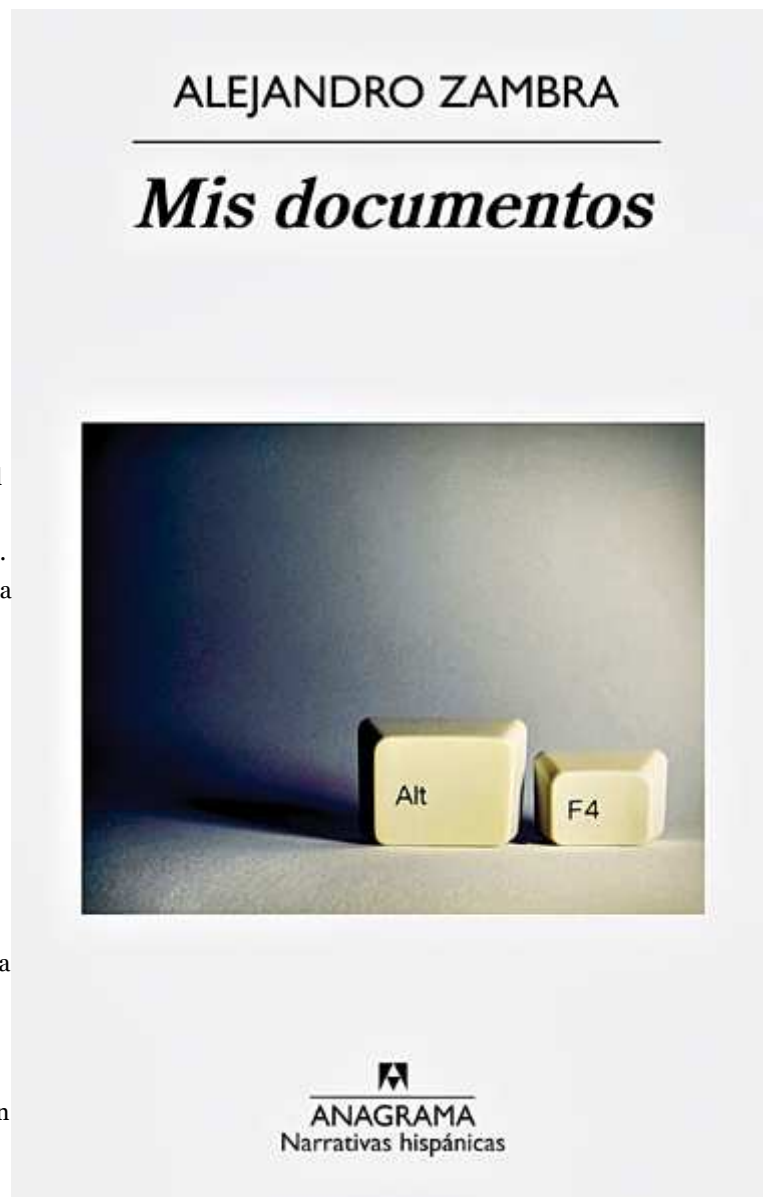 ALEJANDRO ZAMBRA
Mis documentos
l
.
a
Alt
F4
a
n
ANAGRAMA
Narrativas hispánicas